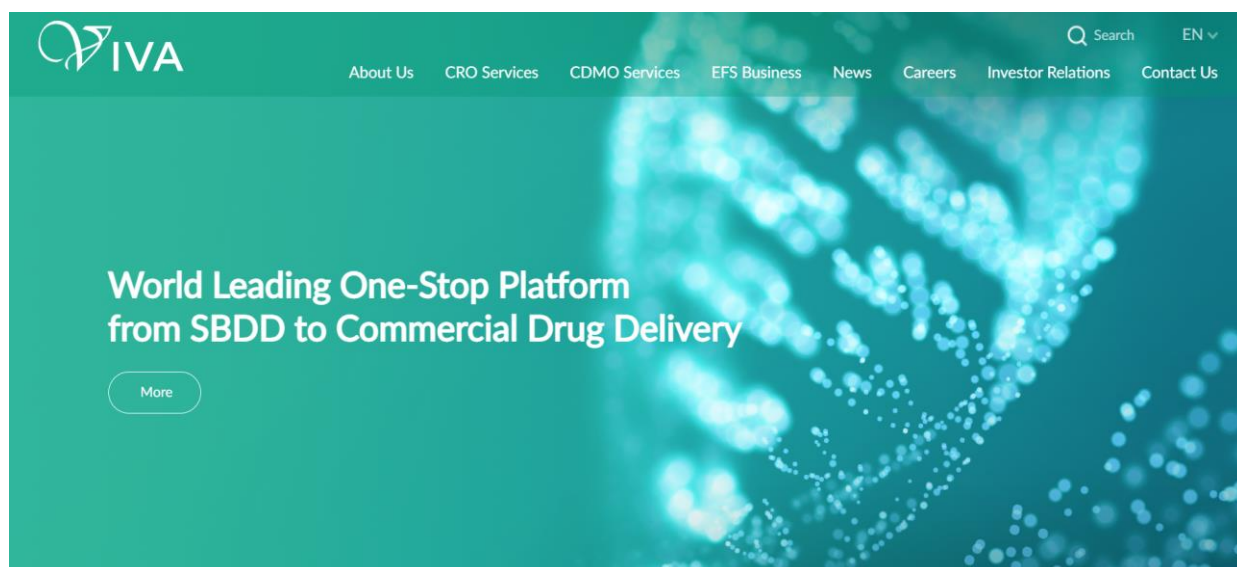 VIVA
Search
EN
About Us
CRO Services
CDMO Services
EFS Business
News
Careers
Investor Relations
Contact Us
World Leading One-Stop Platform
from SBDD to Commercial Drug Delivery
More